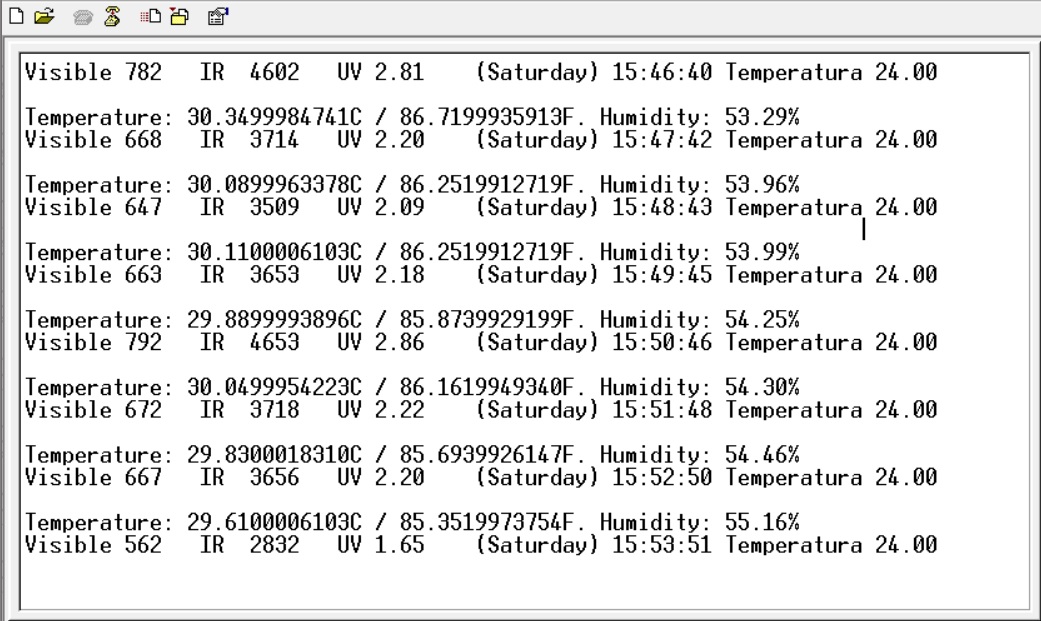 Visible 782   IR  4602   UV 2.81    (Saturday) 15:46:40 Temperatura 24.00
Temperature: 30.3499984741C / 86.7199935913F. Humidity: 53.29%
Visible 668   IR  3714   UV 2.20    (Saturday) 15:47:42 Temperatura 24.00
Temperature: 30.0899963378C / 86.2519912719F. Humidity: 53.96%
Visible 647   IR  3509   UV 2.09    (Saturday) 15:48:43 Temperatura 24.00
Temperature: 30.1100006103C / 86.2519912719F. Humidity: 53.99%
Visible 663   IR  3653   UV 2.18    (Saturday) 15:49:45 Temperatura 24.00
Temperature: 29.8899993896C / 85.8739929199F. Humidity: 54.25%
Visible 792   IR  4653   UV 2.86    (Saturday) 15:50:46 Temperatura 24.00
Temperature: 30.0499954223C / 86.1619949340F. Humidity: 54.30%
Visible 672   IR  3718   UV 2.22    (Saturday) 15:51:48 Temperatura 24.00
Temperature: 29.8300018310C / 85.6939926147F. Humidity: 54.46%
Visible 667   IR  3656   UV 2.20    (Saturday) 15:52:50 Temperatura 24.00
Temperature: 29.6100006103C / 85.3519973754F. Humidity: 55.16%
Visible 562   IR  2832   UV 1.65    (Saturday) 15:53:51 Temperatura 24.00